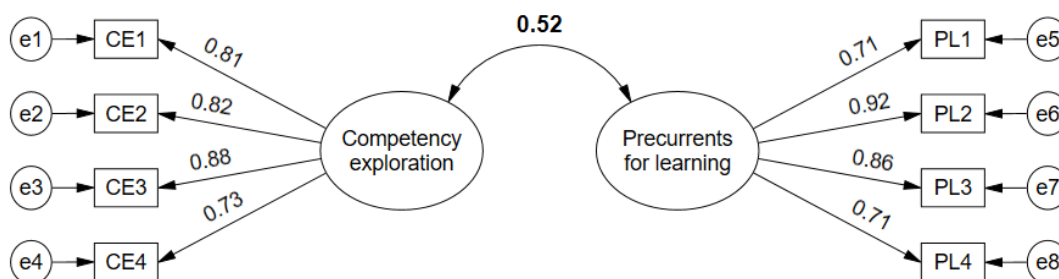 0.52
e1
CE1
0.81
e2
CE2
0.82
e3
CE3
0.88
e4
CE4
0.73
Competency
exploration
Precurrents
for learning
0.71
PL1
e5
0.92
PL2
e6
0.86
PL3
e7
0.71
PL4
e8